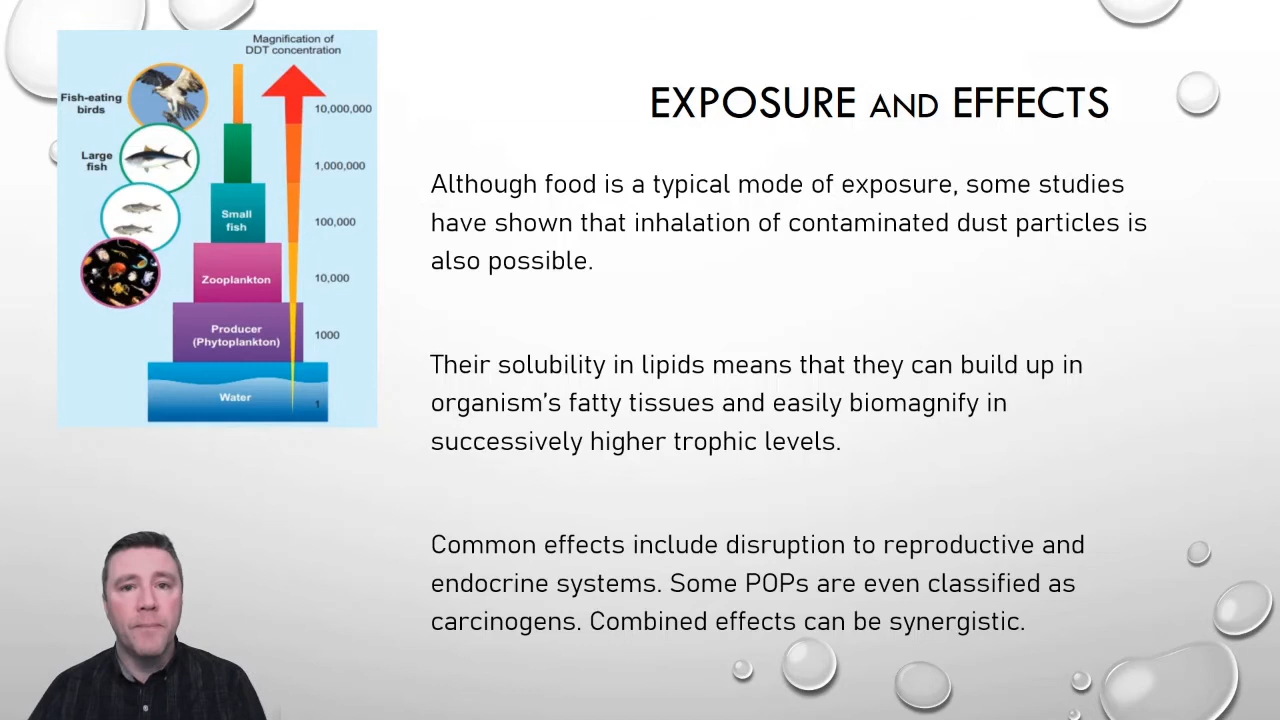 Magnification of
DDT concentration
Fish-eating
birds
10,000,000
Large
fish
1,000,000
Small
fish
100,000
Zooplankton
10,000
Producer
(Phytoplankton)
1000
Water
1
EXPOSURE AND EFFECTS
Although food is a typical mode of exposure, some studies
have shown that inhalation of contaminated dust particles is
also possible.
Their solubility in lipids means that they can build up in
organism's fatty tissues and easily biomagnify in
successively higher trophic levels.
Common effects include disruption to reproductive and
endocrine systems. Some POPs are even classified as
carcinogens. Combined effects can be synergistic.